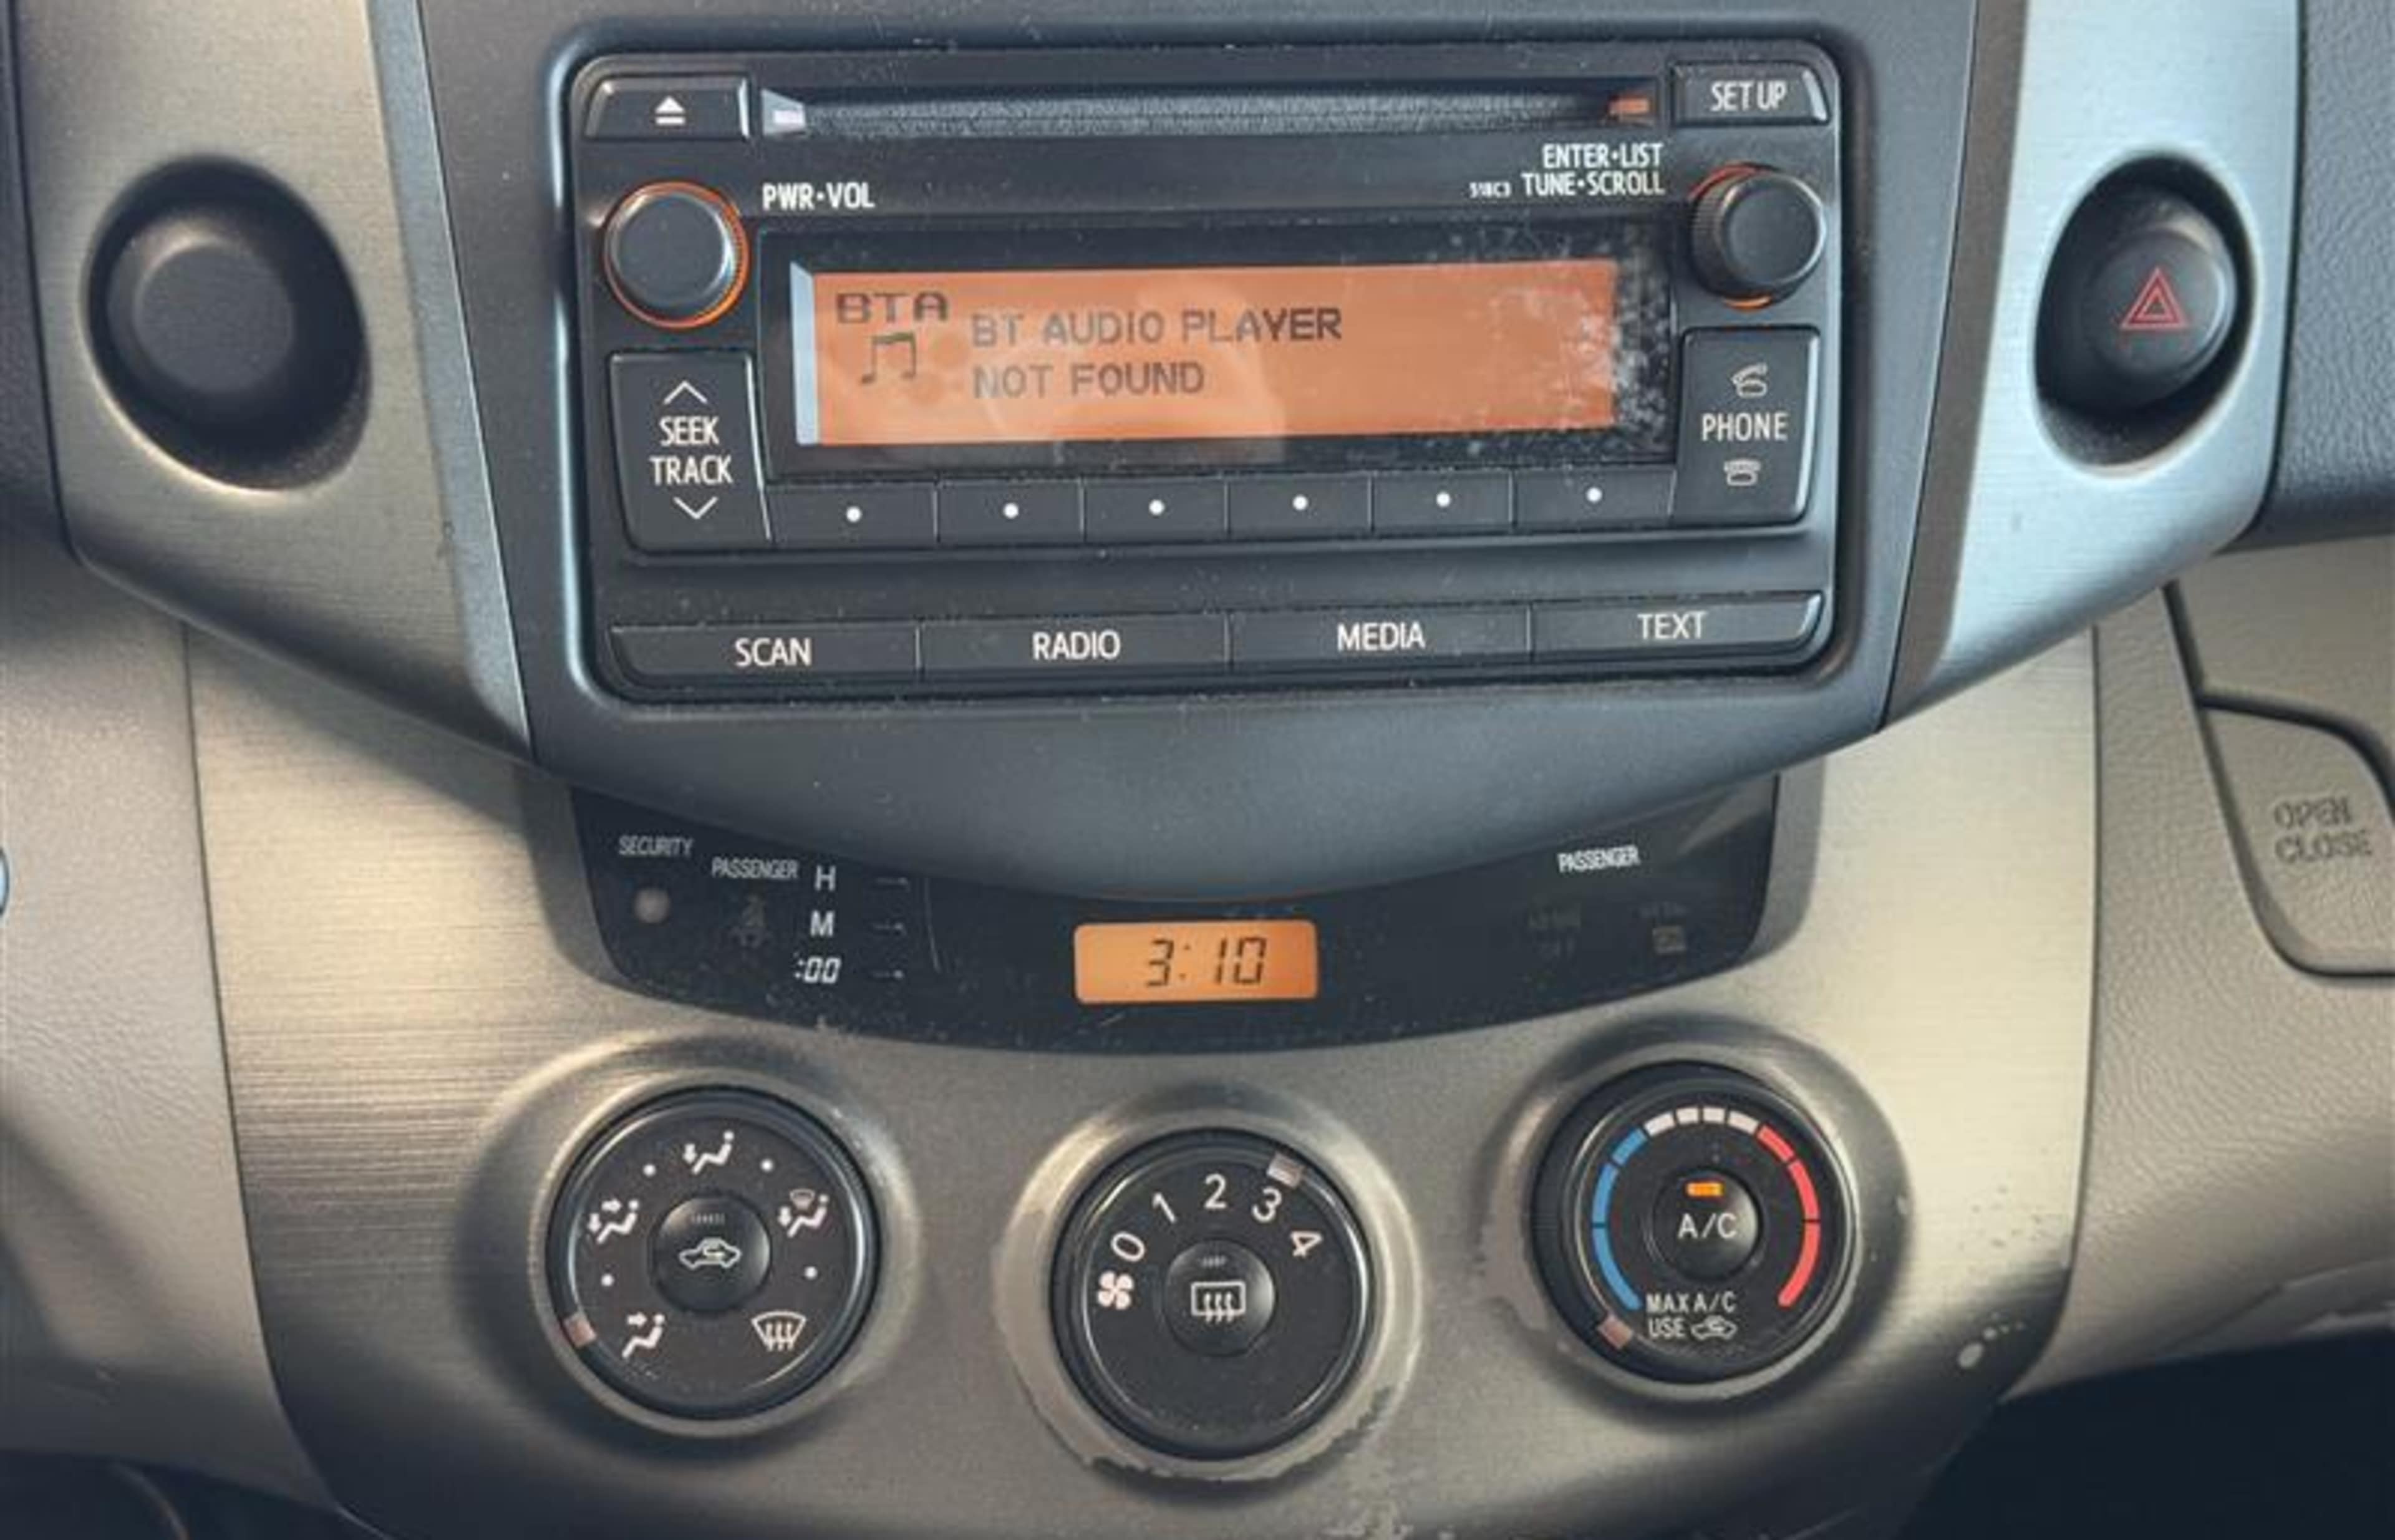 SET UP
ENTER•LIST
PWR•VOL
518C3 TUNE•SCROLL
BTA
BT AUDIO PLAYER
NOT FOUND
SEEK
TRACK
PHONE
SCAN
RADIO
MEDIA
TEXT
OPEN
CLOSE
SECURITY
PASSENGER
H
M
:00
3:10
PASSENGER
0
1
2
3
4
A/C
MAX A/C
USE